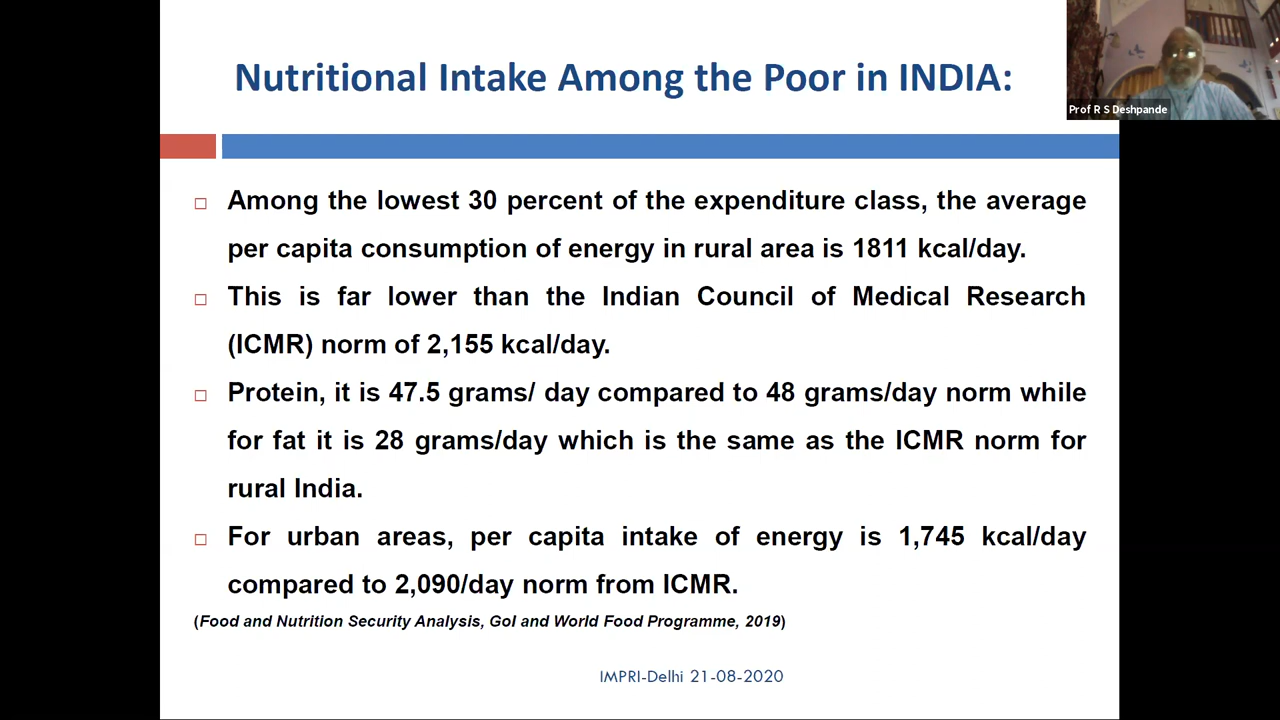 Nutritional Intake Among the Poor in INDIA:
Prof R S Deshpande
Among the lowest 30 percent of the expenditure class, the average
per capita consumption of energy in rural area is 1811 kcal/day.
This is far lower than the Indian Council of Medical Research
(ICMR) norm of 2,155 kcal/day.
Protein, it is 47.5 grams/ day compared to 48 grams/day norm while
for fat it is 28 grams/day which is the same as the ICMR norm for
rural India.
For urban areas, per capita intake of energy is 1,745 kcal/day
compared to 2,090/day norm from ICMR.
(Food and Nutrition Security Analysis, GoI and World Food Programme, 2019)
IMPRI-Delhi 21-08-2020